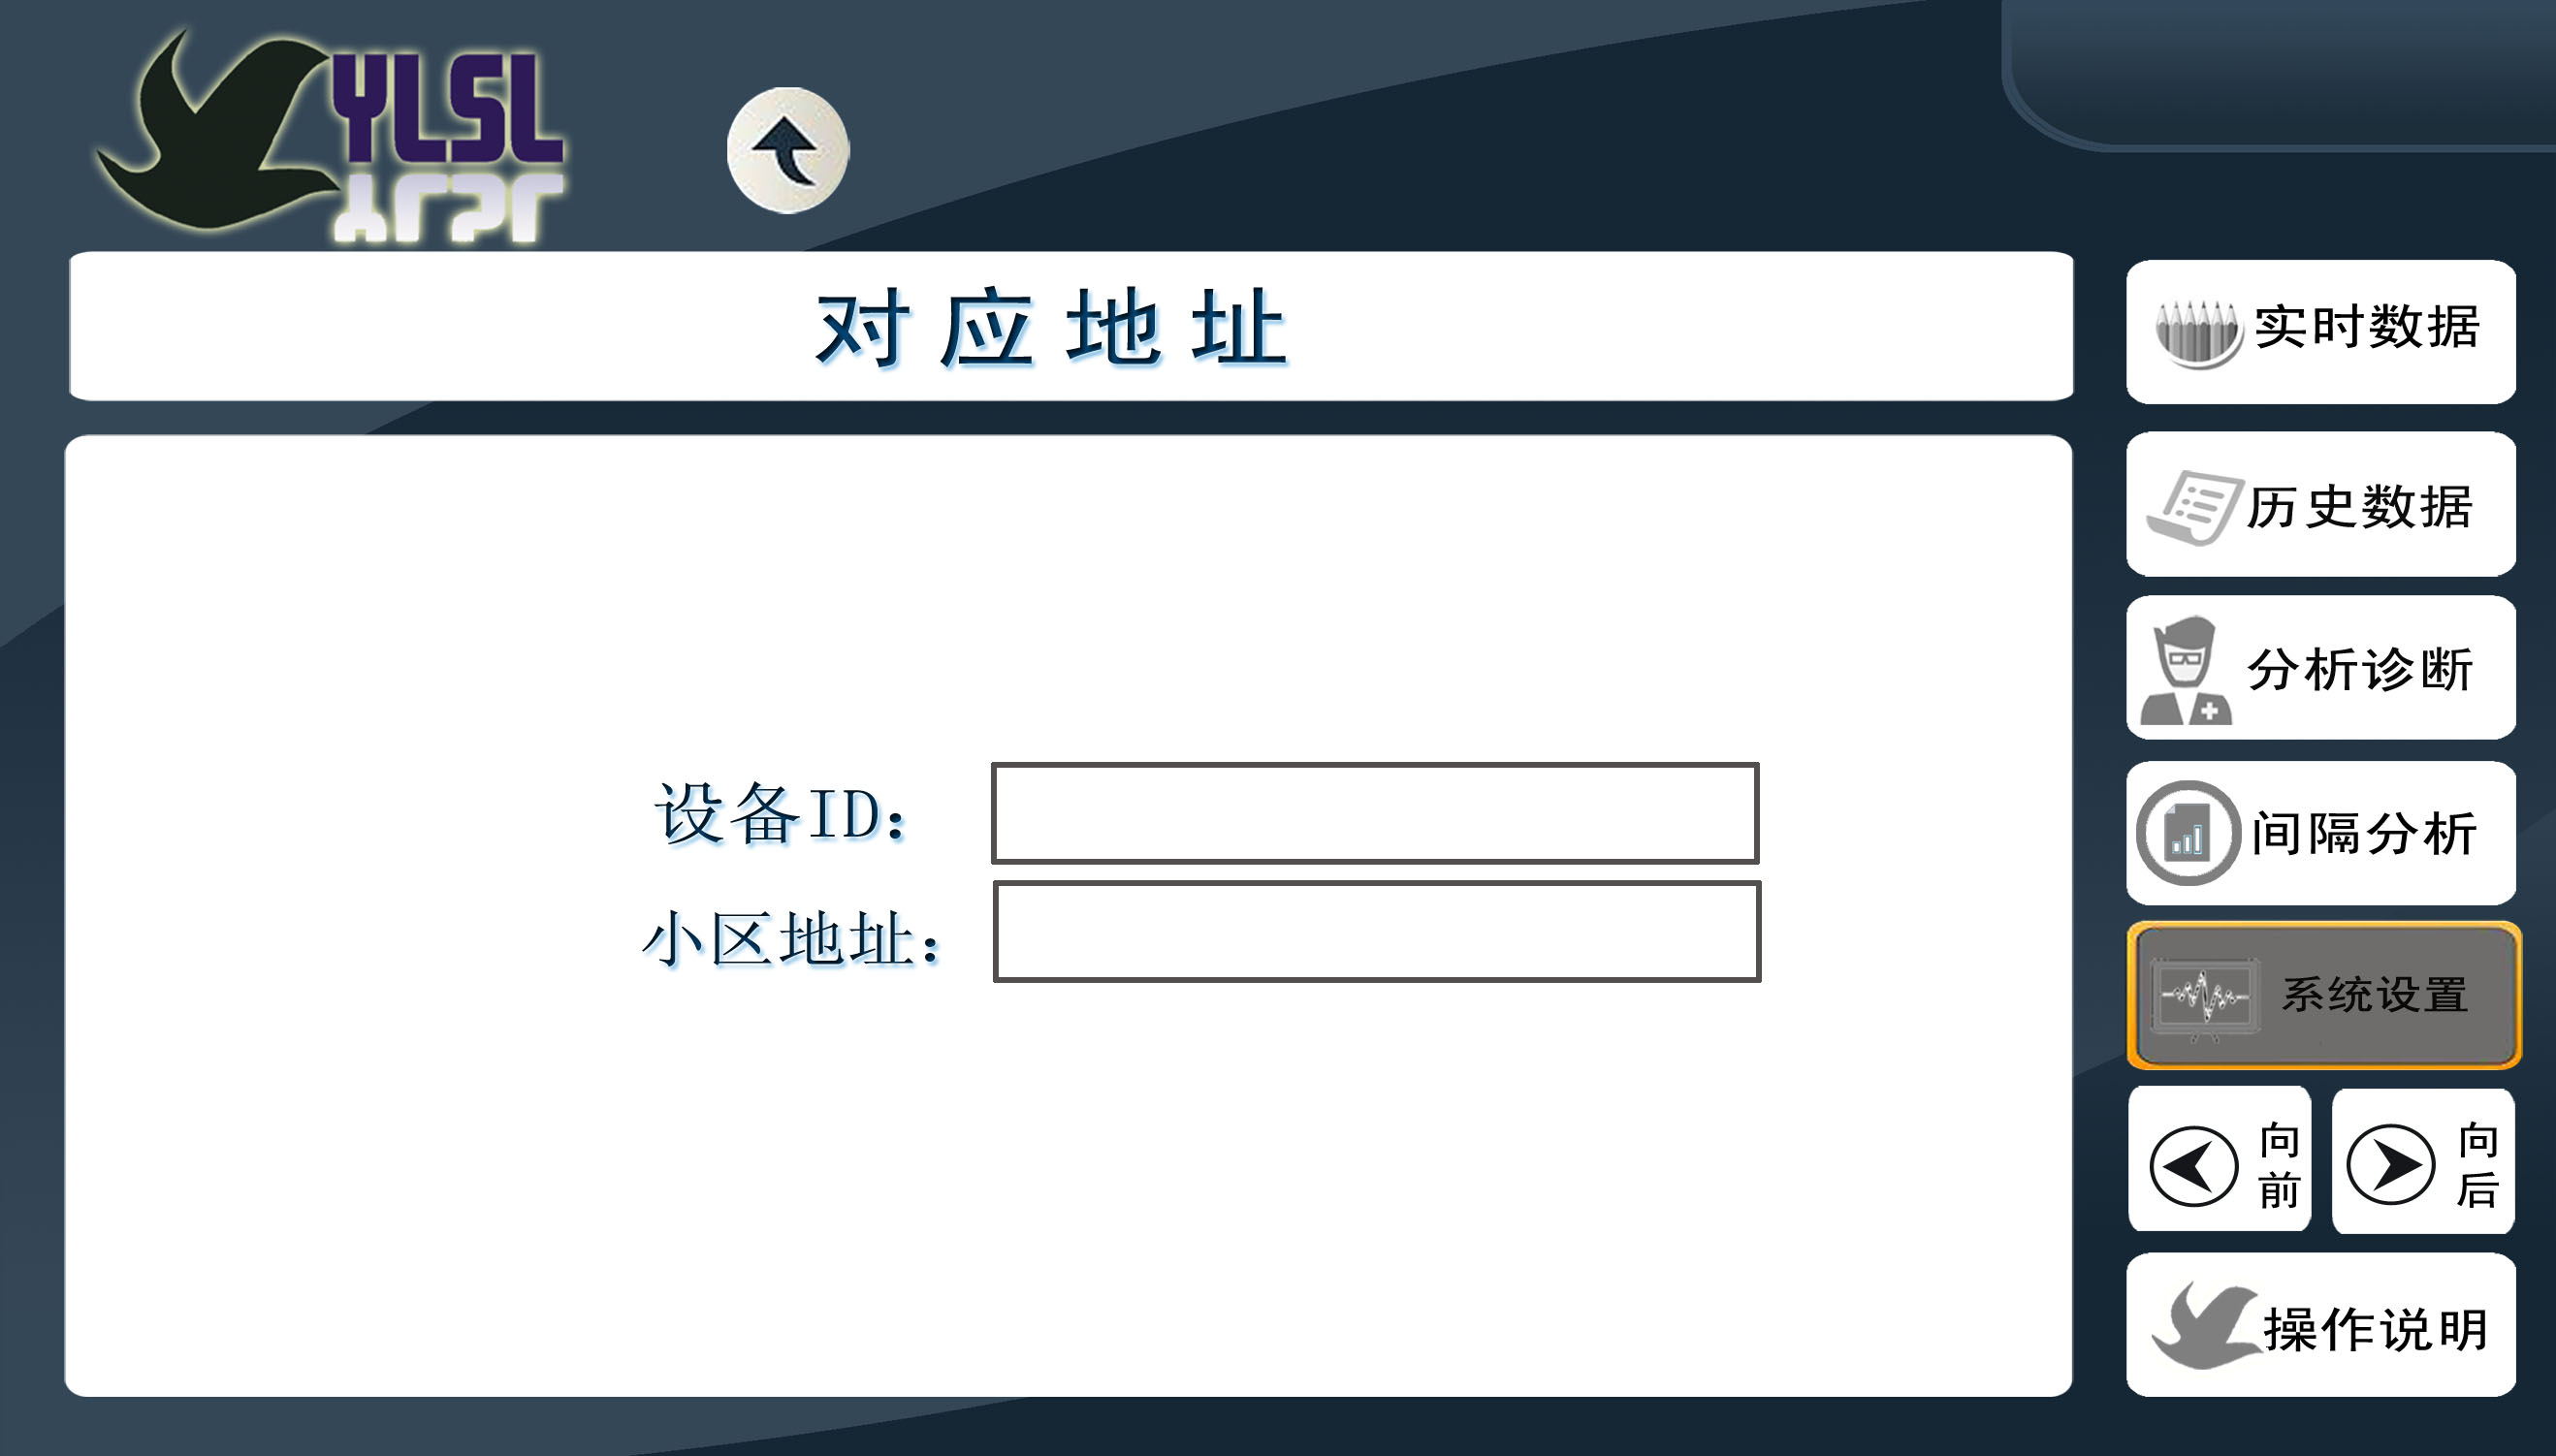 YLSL
对应地址
设备ID：
小区地址：
实时数据
历史数据
分析诊断
间隔分析
系统设置
向前
向后
操作说明